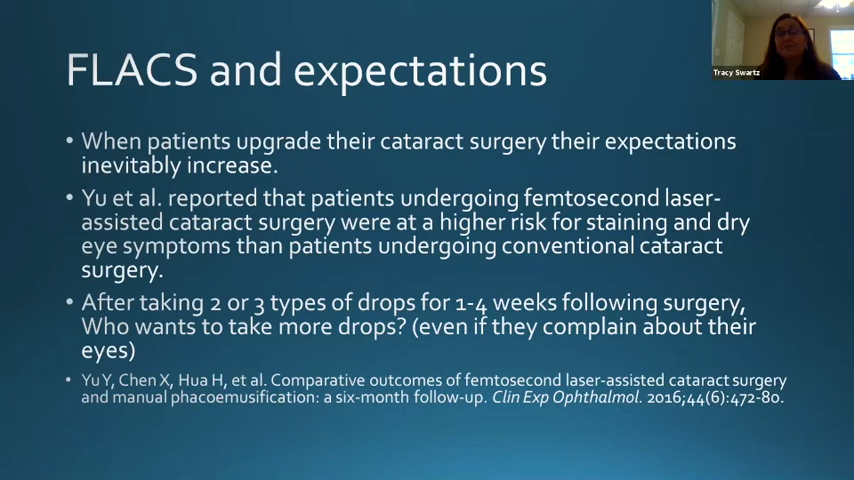 FLACS and expectations
Tracy Swartz
• When patients upgrade their cataract surgery their expectations
inevitably increase.
• Yu et al. reported that patients undergoing femtosecond laser-
assisted cataract surgery were at a higher risk for staining and dry
eye symptoms than patients undergoing conventional cataract
surgery.
• After taking 2 or 3 types of drops for 1-4 weeks following surgery,
Who wants to take more drops? (even if they complain about their
eyes)
• Yu Y, Chen X, Hua H, et al. Comparative outcomes of femtosecond laser-assisted cataract surgery
and manual phacoemusification: a six-month follow-up. Clin Exp Ophthalmol. 2016;44(6):472-80.